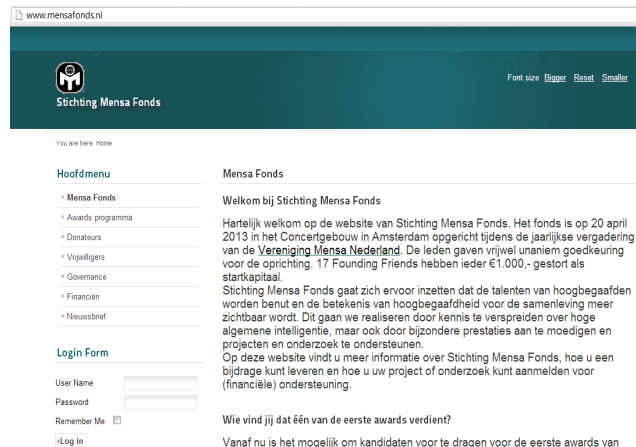 www.mensafonds.nl
Font size Bigger Reset Smaller
Stichting Mensa Fonds
You are here: Home
Hoofdmenu
Mensa Fonds
Awards programma
Donateurs
Vrijwilligers
Governance
Financiën
Nieuwsbrief
Login Form
User Name
Password
Remember Me
›Log in
Mensa Fonds
Welkom bij Stichting Mensa Fonds
Hartelijk welkom op de website van Stichting Mensa Fonds. Het fonds is op 20 april
2013 in het Concertgebouw in Amsterdam opgericht tijdens de jaarlijkse vergadering
van de Vereniging Mensa Nederland. De leden gaven vrijwel unaniem goedkeuring
voor de oprichting. 17 Founding Friends hebben ieder €1.000,- gestort als
startkapitaal.
Stichting Mensa Fonds gaat zich ervoor inzetten dat de talenten van hoogbegaafden
worden benut en de betekenis van hoogbegaafdheid voor de samenleving meer
zichtbaar wordt. Dit gaan we realiseren door kennis te verspreiden over hoge
algemene intelligentie, maar ook door bijzondere prestaties aan te moedigen en
projecten en onderzoek te ondersteunen.
Op deze website vindt u meer informatie over Stichting Mensa Fonds, hoe u een
bijdrage kunt leveren en hoe u uw project of onderzoek kunt aanmelden voor
(financiële) ondersteuning.
Wie vind jij dat één van de eerste awards verdient?
Vanaf nu is het mogelijk om kandidaten voor te dragen voor de eerste awards van